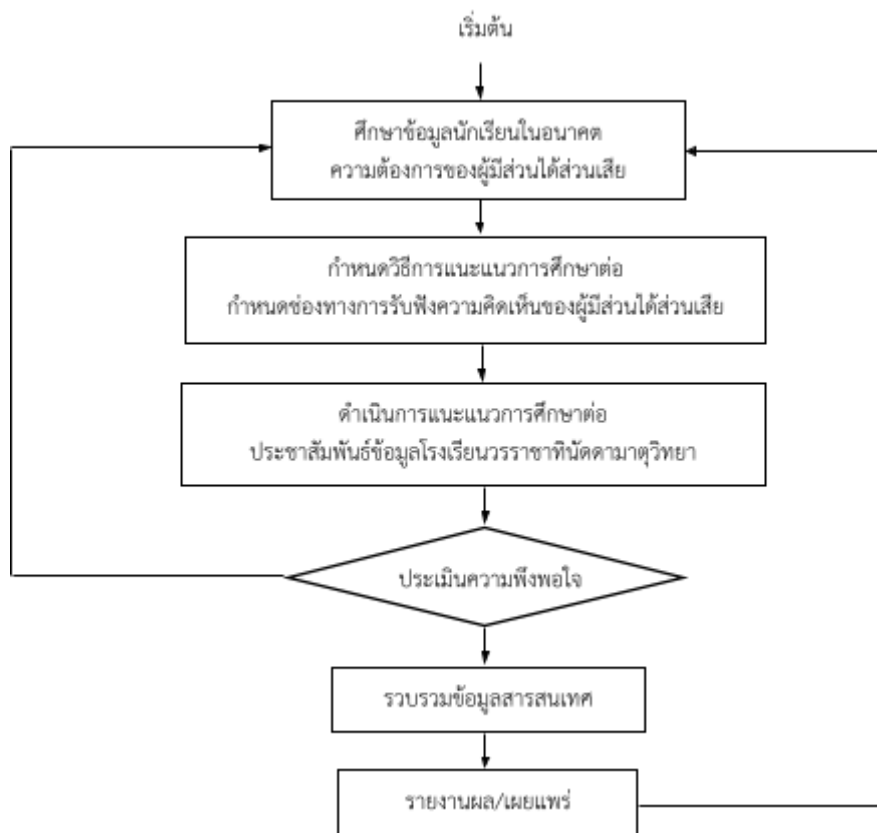 เริ่มต้น
ศึกษาข้อมูลนักเรียนในอนาคต
ความต้องการของผู้มีส่วนได้ส่วนเสีย
กำหนดวิธีการแนะแนวการศึกษาต่อ
กำหนดช่องทางการรับฟังความคิดเห็นของผู้มีส่วนได้ส่วนเสีย
ดำเนินการแนะแนวการศึกษาต่อ
ประชาสัมพันธ์ข้อมูลโรงเรียนวรราชาทินัดดามาตุวิทยา
ประเมินความพึงพอใจ
รวบรวมข้อมูลสารสนเทศ
รายงานผล/เผยแพร่